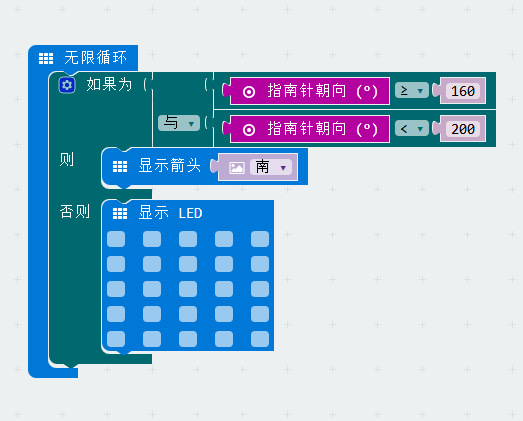 无限循环
如果为 指南针朝向 (°) ≥ 160
与 指南针朝向 (°) < 200
则 显示箭头 南
否则 显示 LED